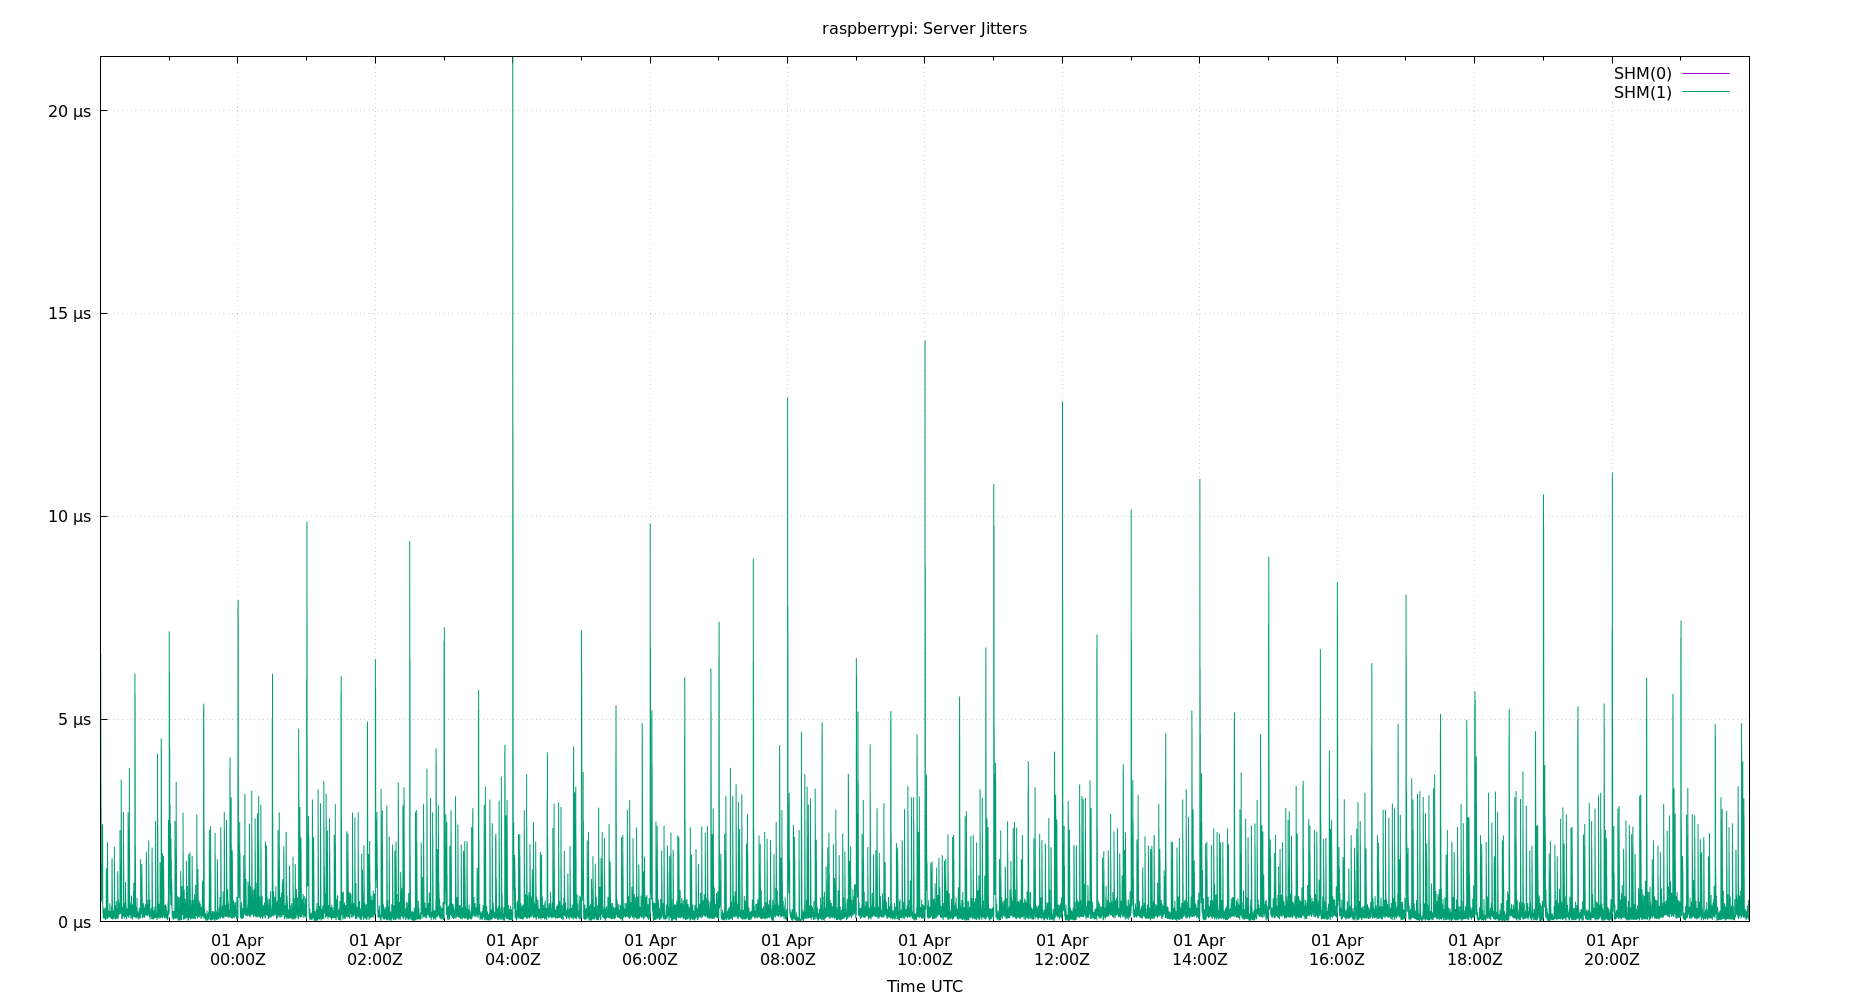 raspberrypi: Server Jitters
SHM(0)
SHM(1)
20 µs
15 µs
10 µs
5 µs
0 µs
01 Apr 01 Apr 01 Apr 01 Apr 01 Apr 01 Apr 01 Apr 01 Apr 01 Apr 01 Apr 01 Apr
00:00Z 02:00Z 04:00Z 06:00Z 08:00Z 10:00Z 12:00Z 14:00Z 16:00Z 18:00Z 20:00Z
Time UTC